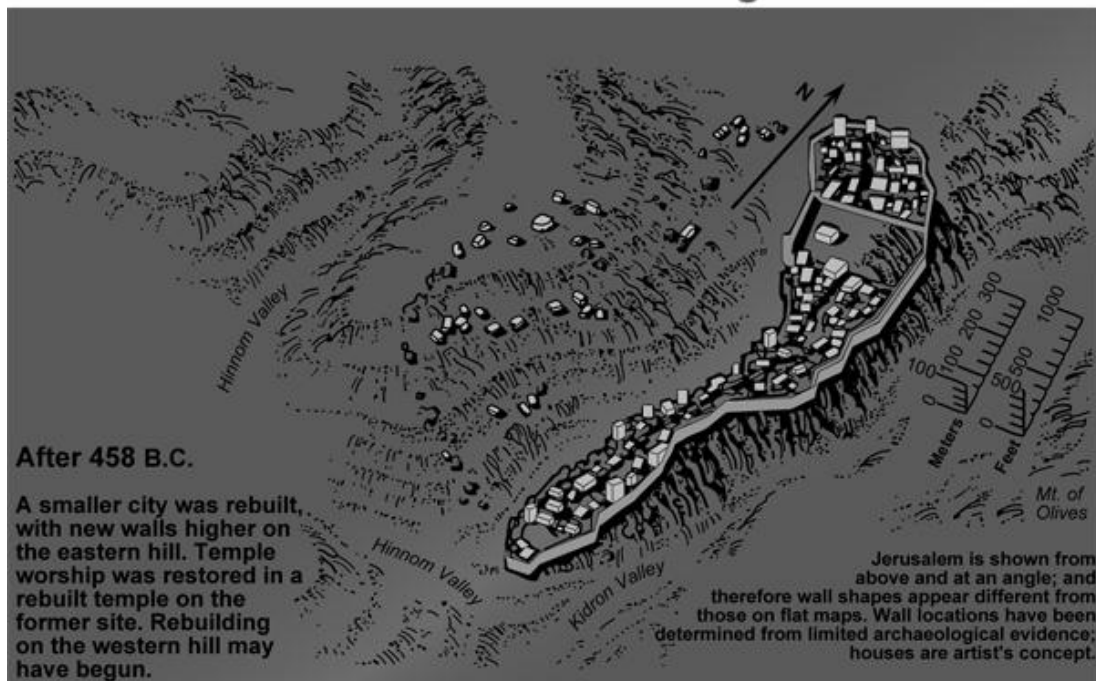 N
Hinnom Valley
300
1000
200
100
100
500
50
500
0
0
Meters
Feet
Mt. of
Olives
After 458 B.C.
A smaller city was rebuilt,
with new walls higher on
the eastern hill. Temple
worship was restored in a
rebuilt temple on the
former site. Rebuilding
on the western hill may
have begun.
Hinnom Valley
Kidron Valley
Jerusalem is shown from
above and at an angle; and
therefore wall shapes appear different from
those on flat maps. Wall locations have been
determined from limited archaeological evidence;
houses are artist's concept.